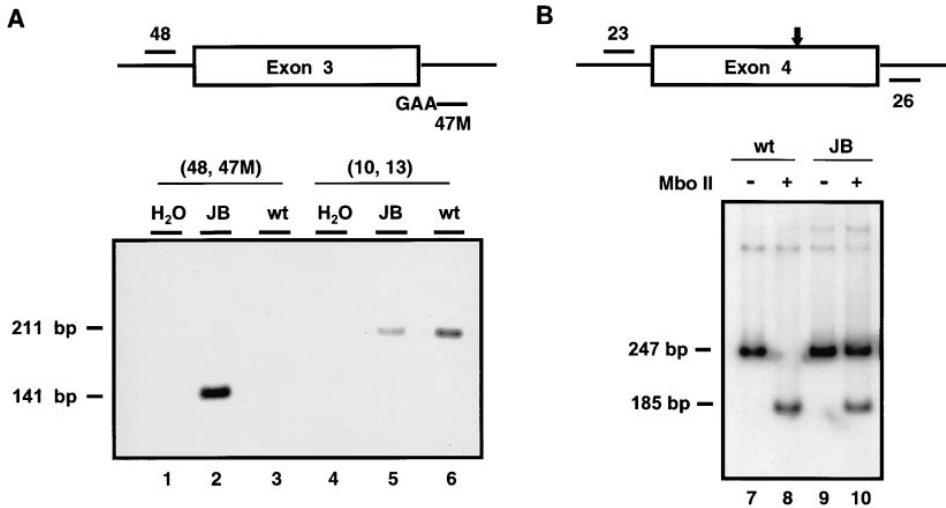 A
48
Exon 3
GAA
47M
(48, 47M) (10, 13)
H₂O JB wt H₂O JB wt
211 bp
141 bp
1 2 3 4 5 6
B
23
Exon 4
26
wt JB
Mbo II - + - +
247 bp
185 bp
7 8 9 10